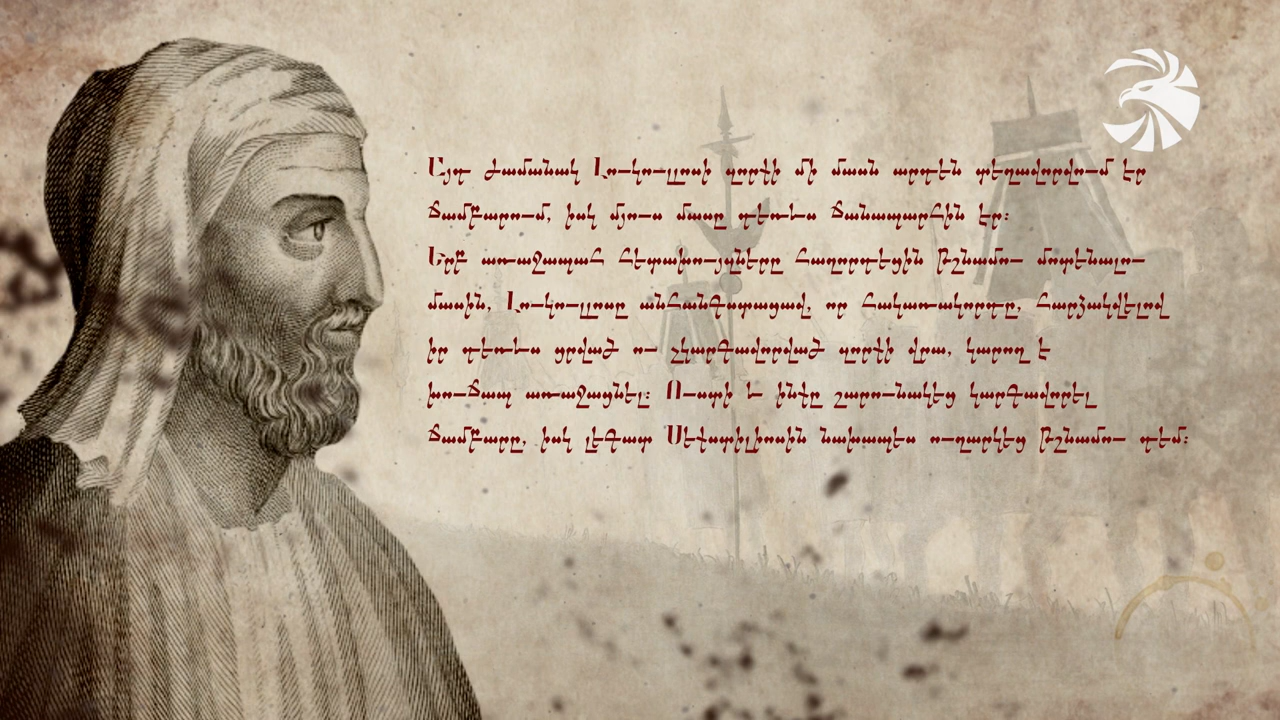 Այդ ժամանակ Լուկուլլոսի զորքի մի մասն արդեն տեղավորվում էր
ճամբարում, իսկ մյուս մասը դեռևս ճանապարհին էր:
Երբ առաջապահ հետախույզները հաղորդեցին թշնամու մոտենալու
մասին, Լուկուլլոսը անհանգստացավ, որ հակառակորդը, հարձակվելով
իր դեռևս ցրված ու չկարգավորված զորքի վրա, կարող է
խուճապ առաջացնել: Ուստի և ինքը շարունակեց կարգավորել
ճամբարը, իսկ լեգատ Սեքստիլիոսին նախապես ուղարկեց թշնամու դեմ: